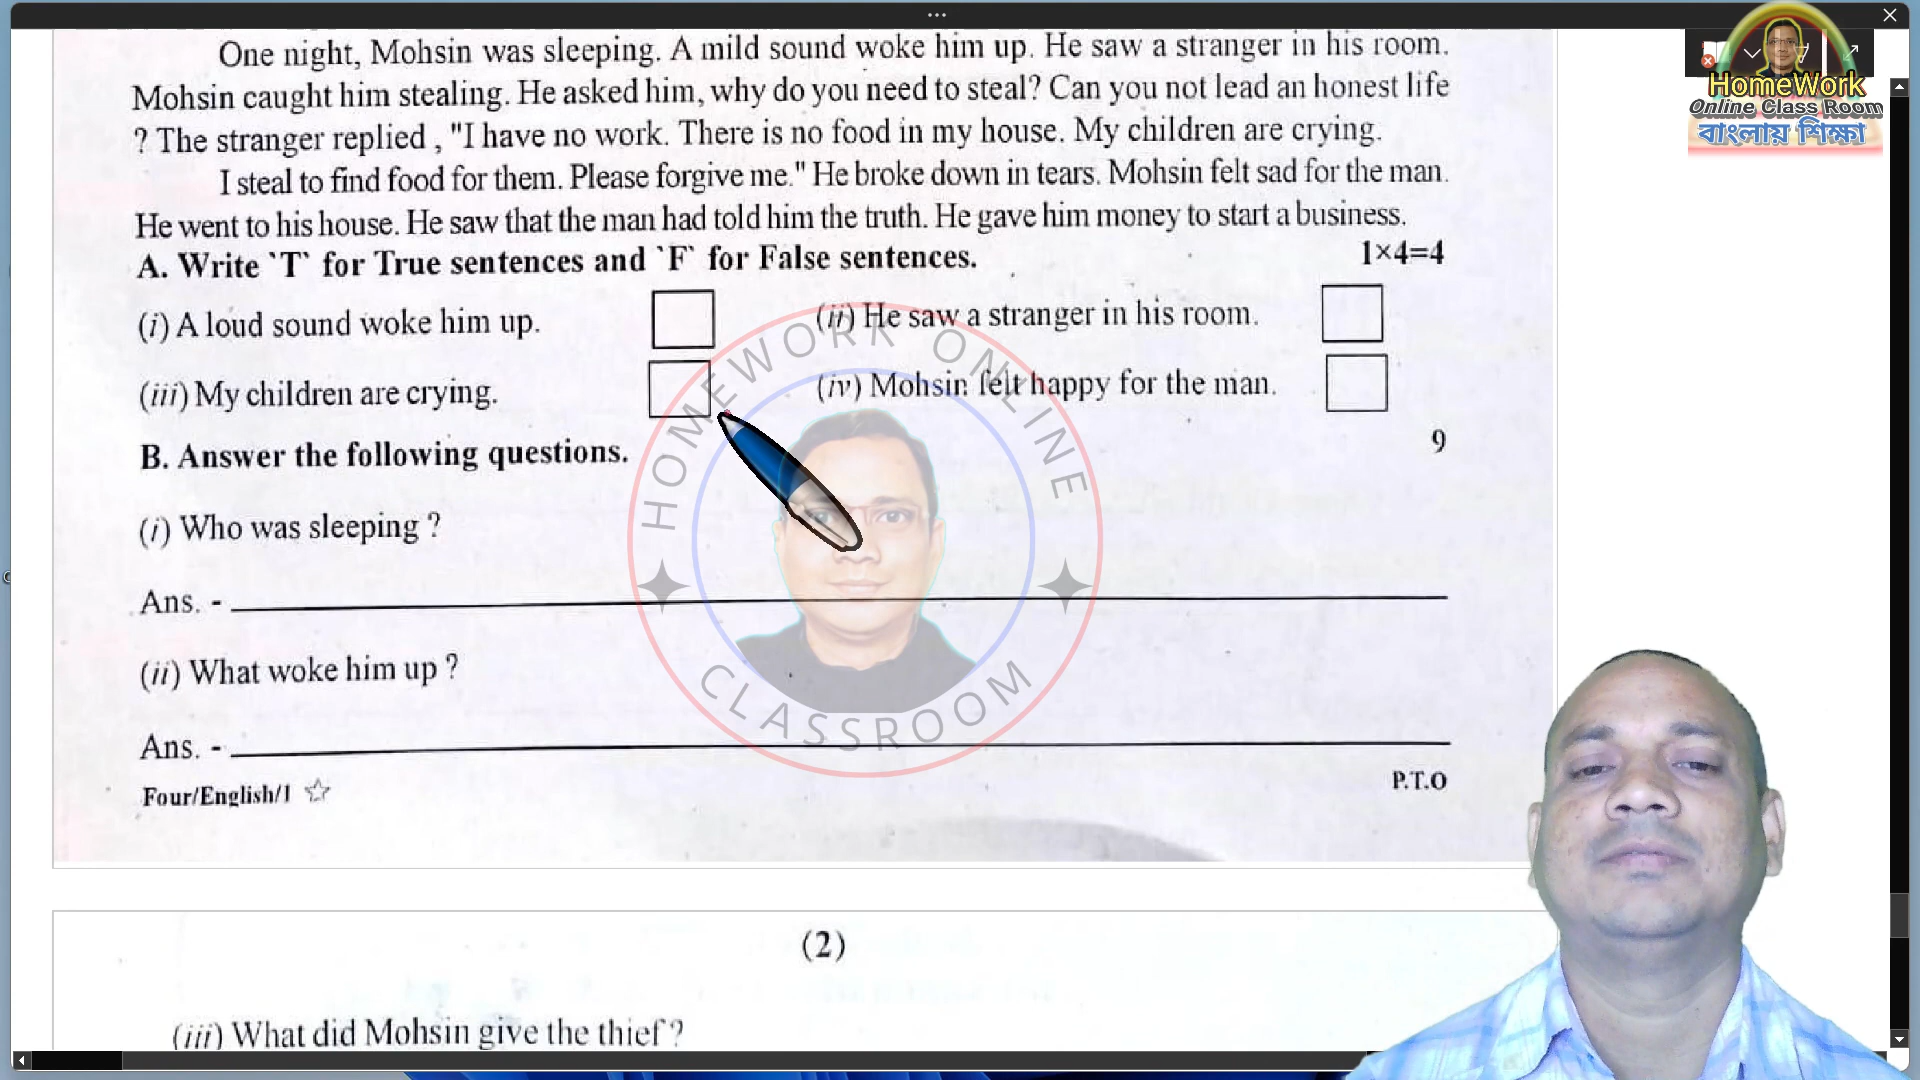 One night, Mohsin was sleeping. A mild sound woke him up. He saw a stranger in his room.
Mohsin caught him stealing. He asked him, why do you need to steal? Can you not lead an honest life
? The stranger replied , "I have no work. There is no food in my house. My children are crying.
I steal to find food for them. Please forgive me." He broke down in tears. Mohsin felt sad for the man.
He went to his house. He saw that the man had told him the truth. He gave him money to start a business.
A. Write `T` for True sentences and `F` for False sentences. 1×4=4
(i) A loud sound woke him up. (ii) He saw a stranger in his room.
(iii) My children are crying. (iv) Mohsin felt happy for the man.
B. Answer the following questions. 9
(i) Who was sleeping ?
Ans. -
(ii) What woke him up ?
Ans. -
Four/English/1 ☆ P.T.O
(2)
(iii) What did Mohsin give the thief ?
HOMEWORK ONLINE
CLASSROOM
HomeWork
Online Class Room
বাংলায় শিক্ষা